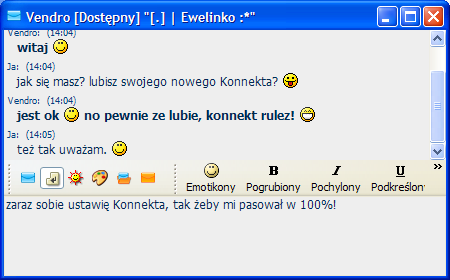 Vendro [Dostępny] "[.] | Ewelinko :*"
Vendro: (14:04)
witaj
Ja: (14:04)
jak się masz? lubisz swojego nowego Konnekta?
Vendro: (14:04)
jest ok no pewnie ze lubie, konnekt rulez!
Ja: (14:05)
też tak uważam.
Emotikony B Pogrubiony I Pochylony U Podkreślony »
zaraz sobie ustawię Konnekta, tak żeby mi pasował w 100%!